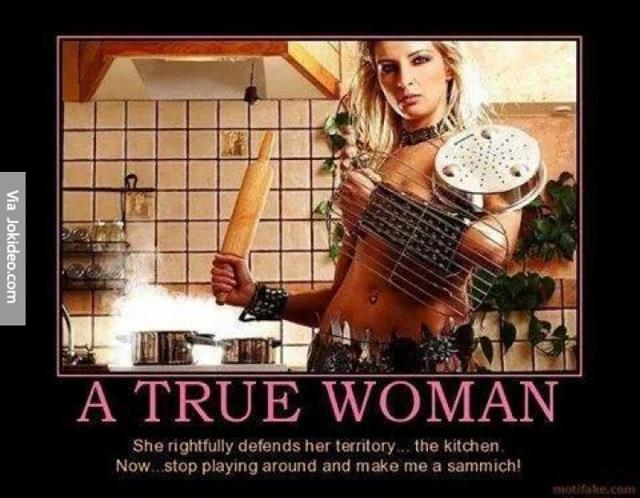 Via Jokideo.com
A TRUE WOMAN
She rightfully defends her territory... the kitchen.
Now...stop playing around and make me a sammich!
motifake.com